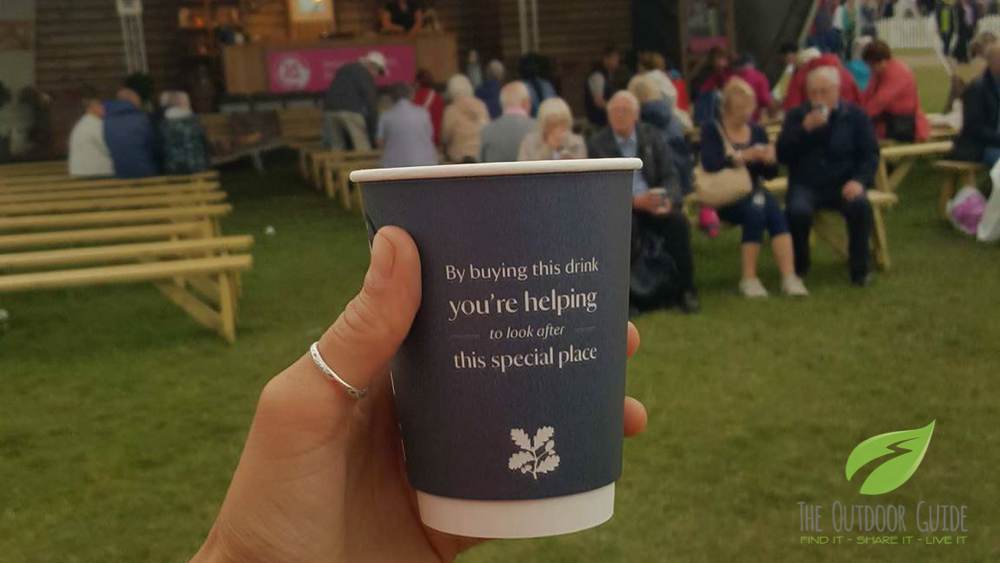 By buying this drink
you're helping
to look after
this special place
THE OUTDOOR GUIDE
FIND IT - SHARE IT - LIVE IT